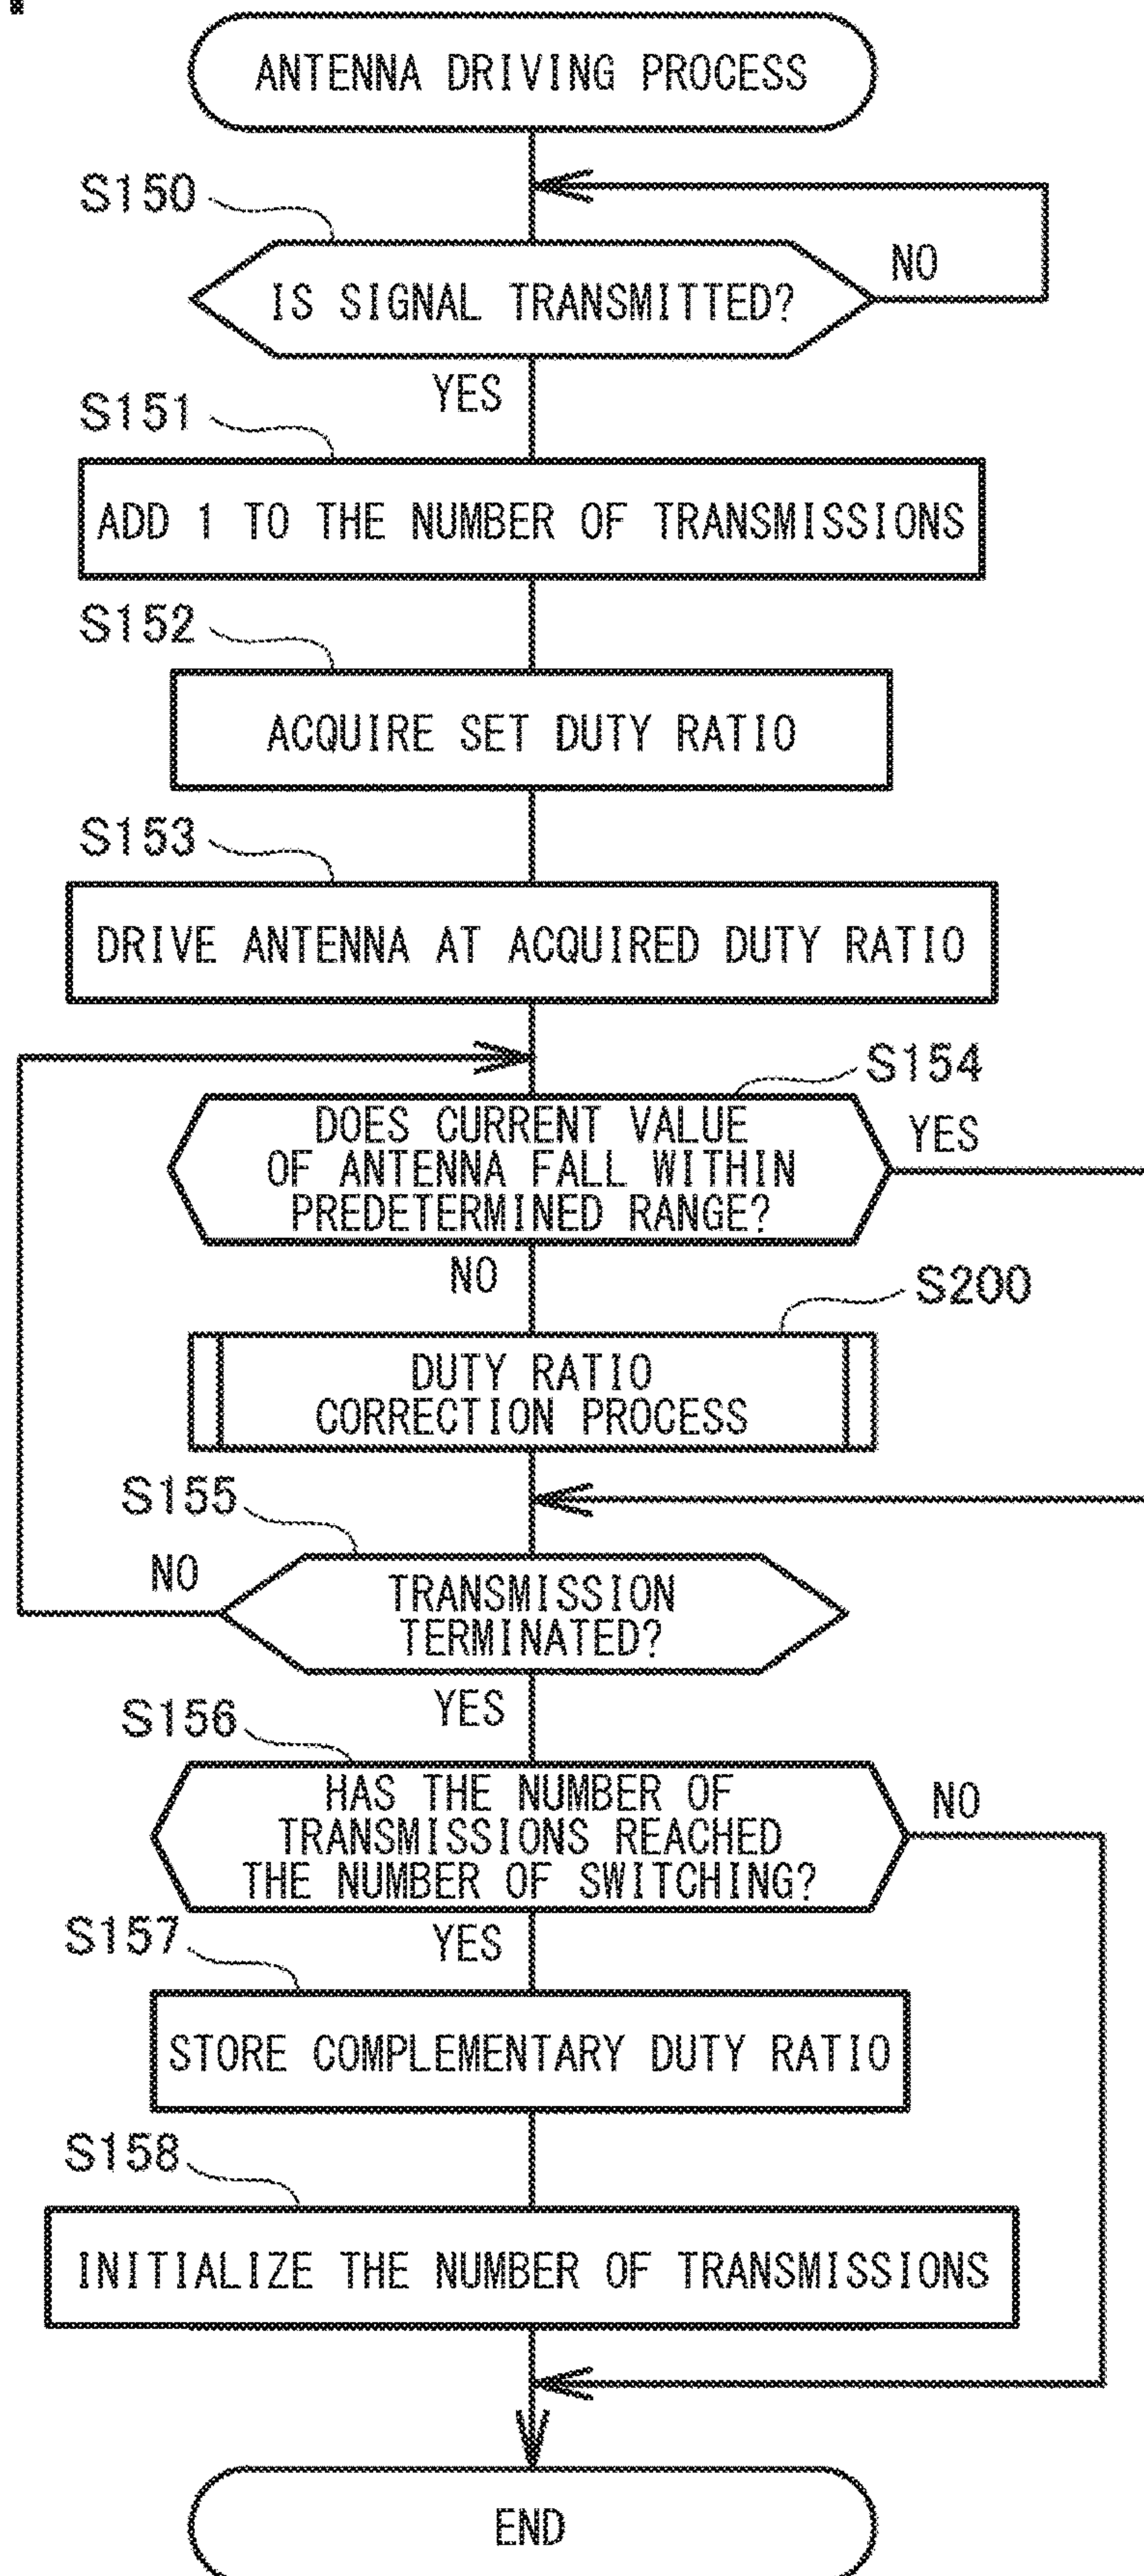 ANTENNA DRIVING PROCESS
S150
NO
IS SIGNAL TRANSMITTED?
YES
S151
ADD 1 TO THE NUMBER OF TRANSMISSIONS
S152
ACQUIRE SET DUTY RATIO
S153
DRIVE ANTENNA AT ACQUIRED DUTY RATIO
S154
DOES CURRENT VALUE
OF ANTENNA FALL WITHIN
PREDETERMINED RANGE?
YES
NO
S200
DUTY RATIO
CORRECTION PROCESS
S155
NO
TRANSMISSION
TERMINATED?
YES
S156
HAS THE NUMBER OF
TRANSMISSIONS REACHED
THE NUMBER OF SWITCHING?
NO
YES
S157
STORE COMPLEMENTARY DUTY RATIO
S158
INITIALIZE THE NUMBER OF TRANSMISSIONS
END